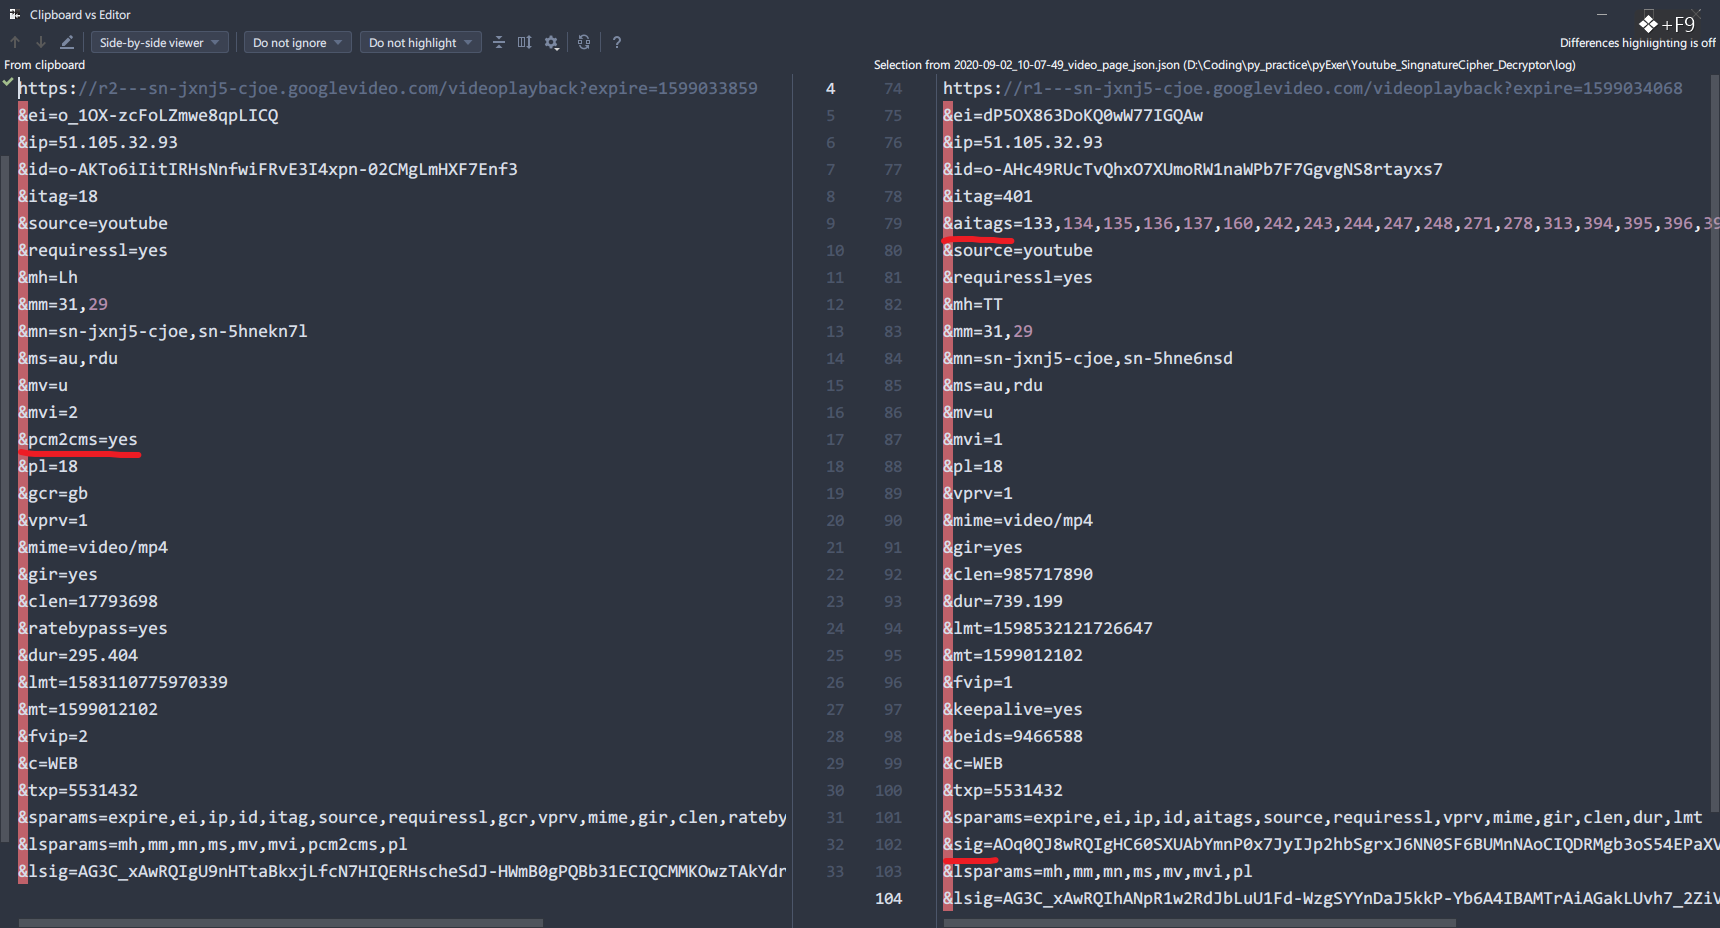 Clipboard vs Editor
+F9
Side-by-side viewer
Do not ignore
Do not highlight
?
Differences highlighting is off
From clipboard
Selection from 2020-09-02_10-07-49_video_page_json.json (D:\Coding\py_practice\pyExer\Youtube_SingnatureCipher_Decryptor\log)
https://r2---sn-jxnj5-cjoe.googlevideo.com/videoplayback?expire=1599033859
&ei=o_1OX-zcFoLZmwe8qpLICQ
&ip=51.105.32.93
&id=o-AKTo6iIitIRHsNnfwiFRvE3I4xpn-02CMgLmHXF7Enf3
&itag=18
&source=youtube
&requiressl=yes
&mh=Lh
&mm=31,29
&mn=sn-jxnj5-cjoe,sn-5hnekn7l
&ms=au,rdu
&mv=u
&mvi=2
&pcm2cms=yes
&pl=18
&gcr=gb
&vprv=1
&mime=video/mp4
&gir=yes
&clen=17793698
&ratebypass=yes
&dur=295.404
&lmt=1583110775970339
&mt=1599012102
&fvip=2
&c=WEB
&txp=5531432
&sparams=expire,ei,ip,id,itag,source,requiressl,gcr,vprv,mime,gir,clen,rateby
&lsparams=mh,mm,mn,ms,mv,mvi,pcm2cms,pl
&lsig=AG3C_xAwRQIgU9nHTtaBkxjLfcN7HIQERHscheSdJ-HWmB0gPQBb31ECIQCMMKOwzTAkYdr
4 74 https://r1---sn-jxnj5-cjoe.googlevideo.com/videoplayback?expire=1599034068
5 75 &ei=dP5OX863DoKQ0wW77IGQAw
6 76 &ip=51.105.32.93
7 77 &id=o-AHc49RUcTvQhxO7XUmoRW1naWPb7F7GgvgNS8rtayxs7
8 78 &itag=401
9 79 &aitags=133,134,135,136,137,160,242,243,244,247,248,271,278,313,394,395,396,39
10 80 &source=youtube
11 81 &requiressl=yes
12 82 &mh=TT
13 83 &mm=31,29
14 84 &mn=sn-jxnj5-cjoe,sn-5hne6nsd
15 85 &ms=au,rdu
16 86 &mv=u
17 87 &mvi=1
18 88 &pl=18
19 89 &vprv=1
20 90 &mime=video/mp4
21 91 &gir=yes
22 92 &clen=985717890
23 93 &dur=739.199
24 94 &lmt=1598532121726647
25 95 &mt=1599012102
26 96 &fvip=1
27 97 &keepalive=yes
28 98 &beids=9466588
29 99 &c=WEB
30 100 &txp=5531432
31 101 &sparams=expire,ei,ip,id,aitags,source,requiressl,vprv,mime,gir,clen,dur,lmt
32 102 &sig=AOq0QJ8wRQIgHC60SXUAbYmnP0x7JyIJp2hbSgrxJ6NN0SF6BUMnNAoCIQDRMgb3oS54EPaXV
33 103 &lsparams=mh,mm,mn,ms,mv,mvi,pl
104 &lsig=AG3C_xAwRQIhANpR1w2RdJbLuU1Fd-WzgSYYnDaJ5kkP-Yb6A4IBAMTrAiAGakLUvh7_2ZiV